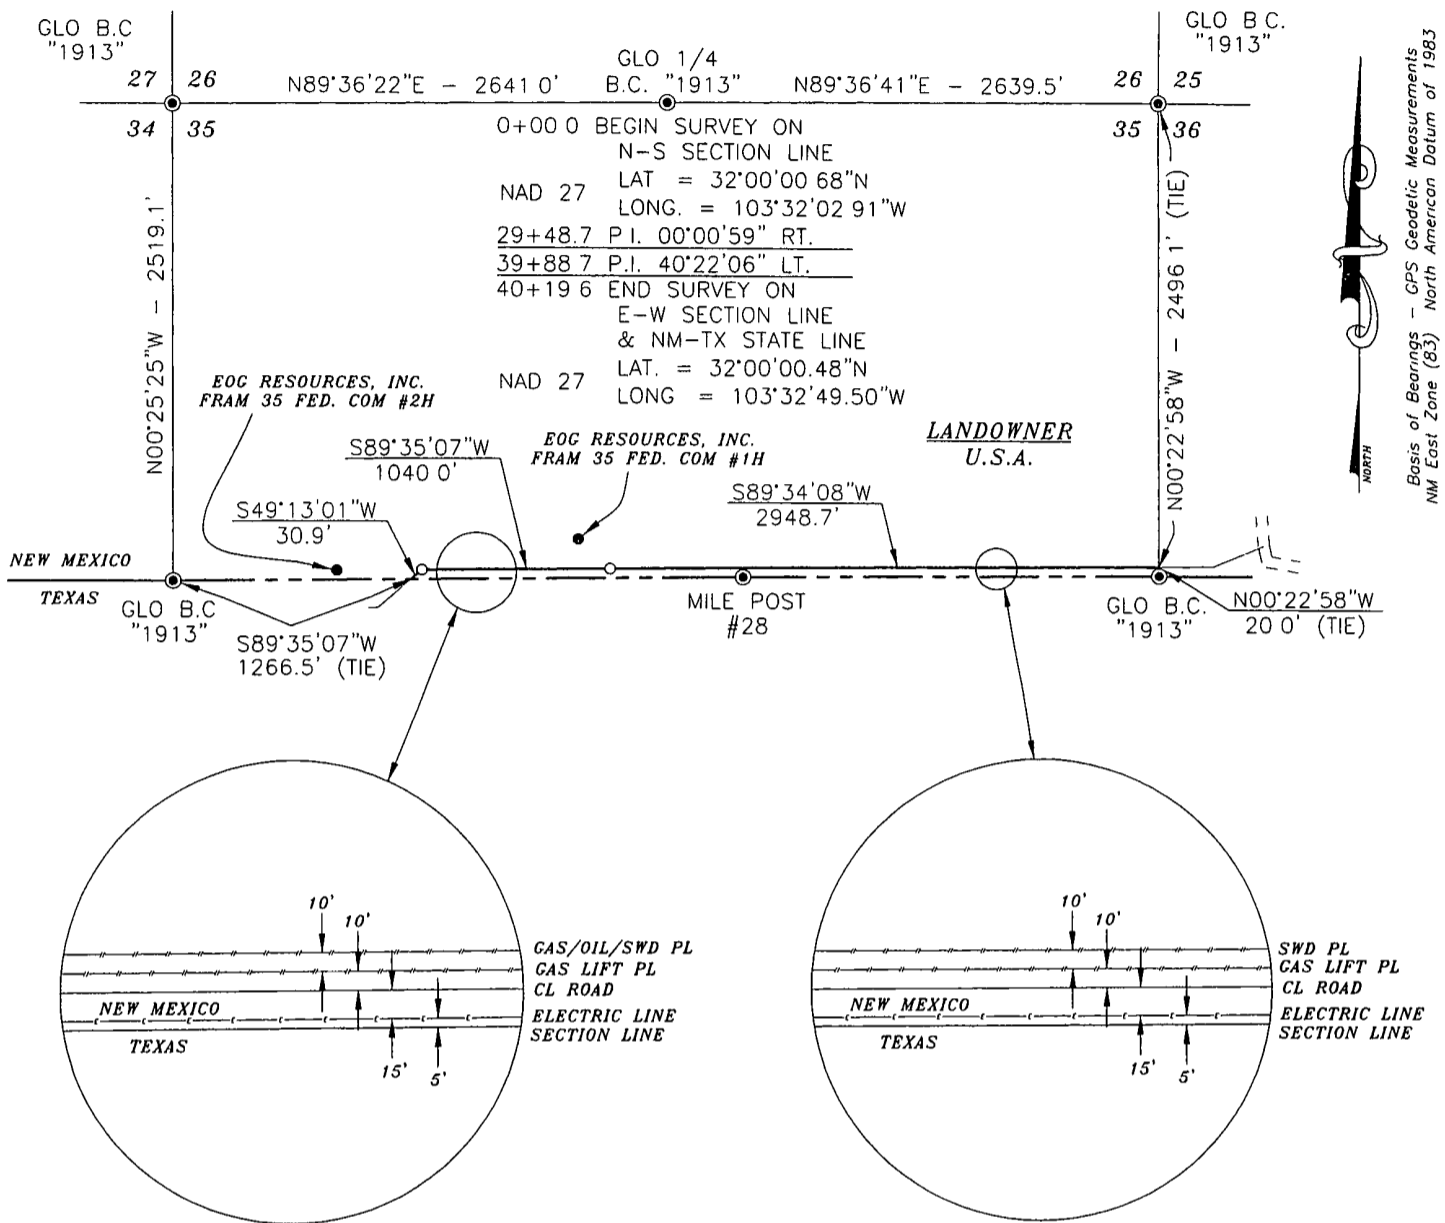 GLO B.C
"1913"
GLO B C.
"1913"
27 26
34 35
N89°36'22"E - 2641 0'
GLO 1/4
B.C. "1913"
N89°36'41"E - 2639.5'
26 25
35 36
0+00 0 BEGIN SURVEY ON
N-S SECTION LINE
NAD 27
LAT = 32°00'00 68"N
LONG. = 103°32'02 91"W
29+48.7 P I. 00°00'59" RT.
39+88 7 P.I. 40°22'06" LT.
40+19 6 END SURVEY ON
E-W SECTION LINE
& NM-TX STATE LINE
NAD 27
LAT. = 32°00'00.48"N
LONG = 103°32'49.50"W
N00°25'25"W - 2519.1'
N00°22'58"W - 2496 1' (TIE)
NORTH
Basis of Bearings - GPS Geodetic Measurements
NM East Zone (83) North American Datum of 1983
EOG RESOURCES, INC.
FRAM 35 FED. COM #2H
EOG RESOURCES, INC.
FRAM 35 FED. COM #1H
LANDOWNER
U.S.A.
S89°35'07"W
1040 0'
S89°34'08"W
2948.7'
S49°13'01"W
30.9'
NEW MEXICO
TEXAS
GLO B.C
"1913"
S89°35'07"W
1266.5' (TIE)
MILE POST
#28
GLO B.C.
"1913"
N00°22'58"W
20 0' (TIE)
10'
10'
GAS/OIL/SWD PL
GAS LIFT PL
CL ROAD
NEW MEXICO
ELECTRIC LINE
SECTION LINE
TEXAS
15'
5'
10'
10'
SWD PL
GAS LIFT PL
CL ROAD
NEW MEXICO
ELECTRIC LINE
SECTION LINE
TEXAS
15'
5'